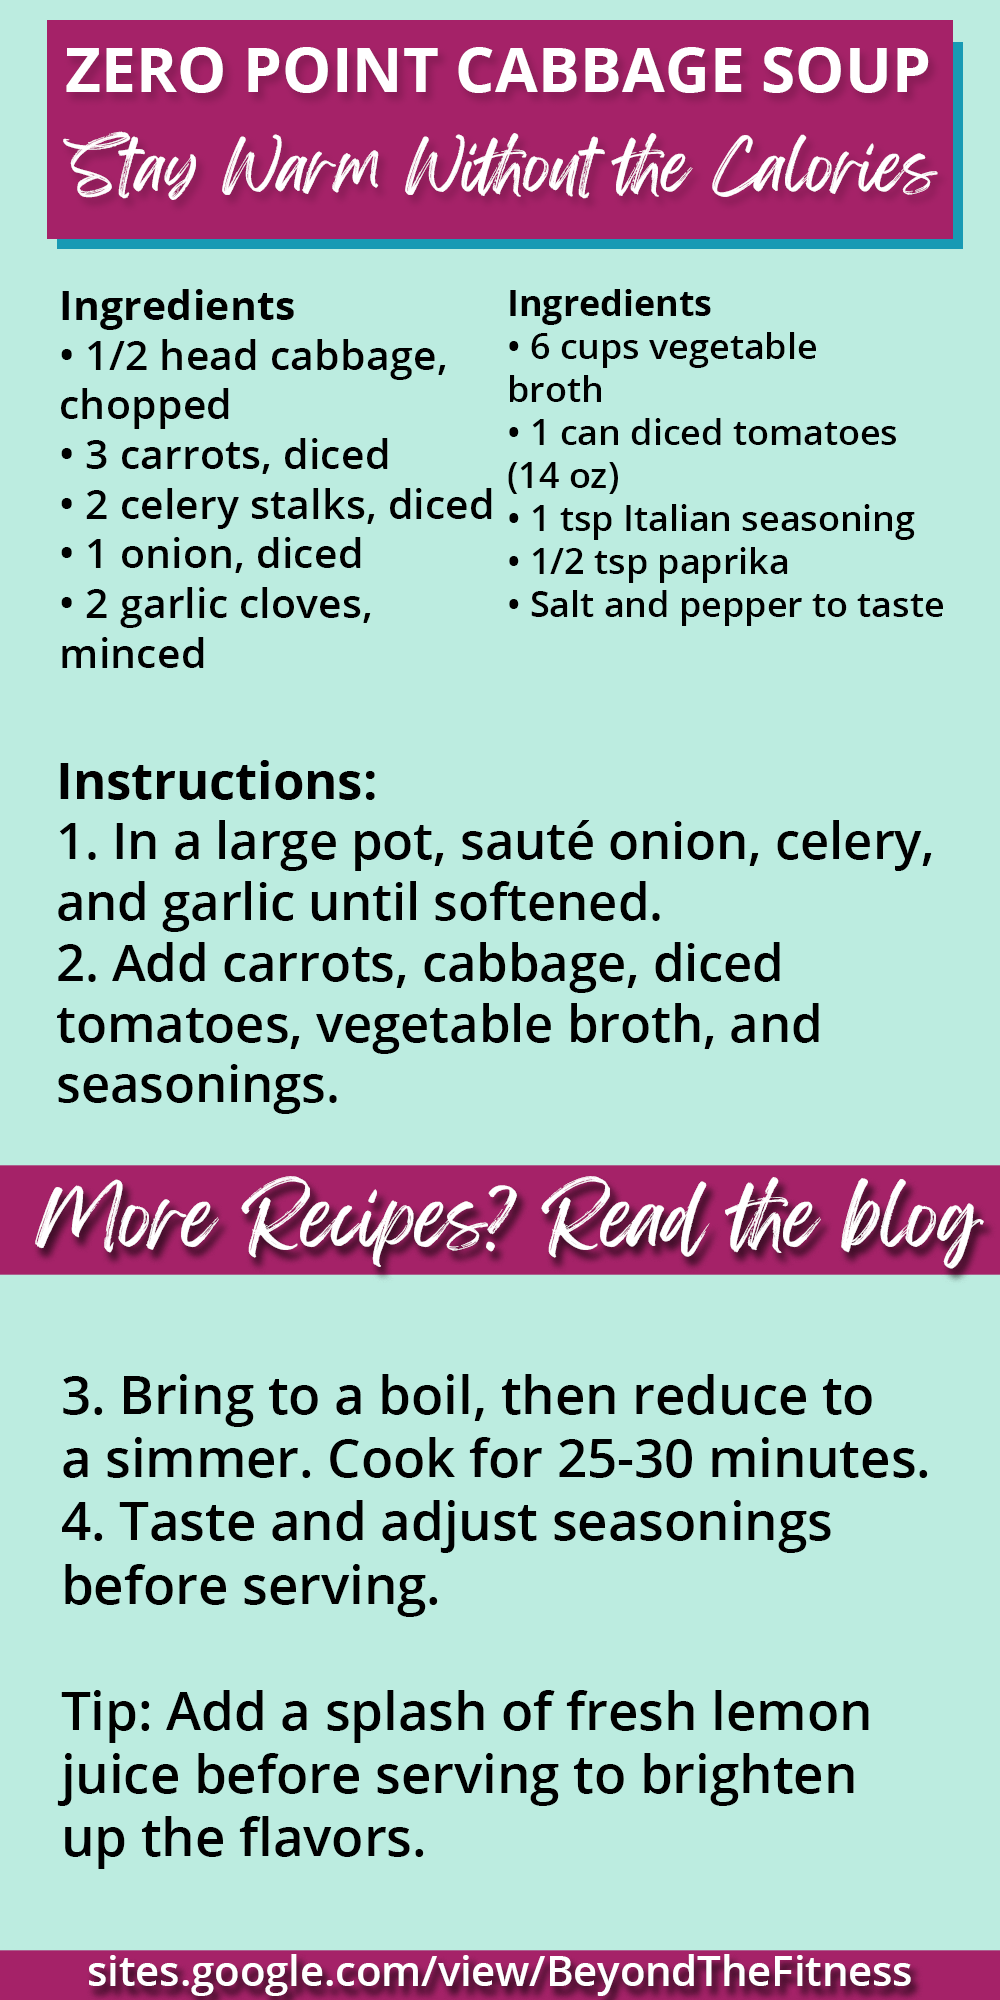 ZERO POINT CABBAGE SOUP
Stay Warm Without the Calories
Ingredients
• 1/2 head cabbage,
chopped
• 3 carrots, diced
• 2 celery stalks, diced
• 1 onion, diced
• 2 garlic cloves,
minced
Ingredients
• 6 cups vegetable
broth
• 1 can diced tomatoes
(14 oz)
• 1 tsp Italian seasoning
• 1/2 tsp paprika
• Salt and pepper to taste
Instructions:
1. In a large pot, sauté onion, celery,
and garlic until softened.
2. Add carrots, cabbage, diced
tomatoes, vegetable broth, and
seasonings.
More Recipes? Read the blog
3. Bring to a boil, then reduce to
a simmer. Cook for 25-30 minutes.
4. Taste and adjust seasonings
before serving.
Tip: Add a splash of fresh lemon
juice before serving to brighten
up the flavors.
sites.google.com/view/BeyondTheFitness